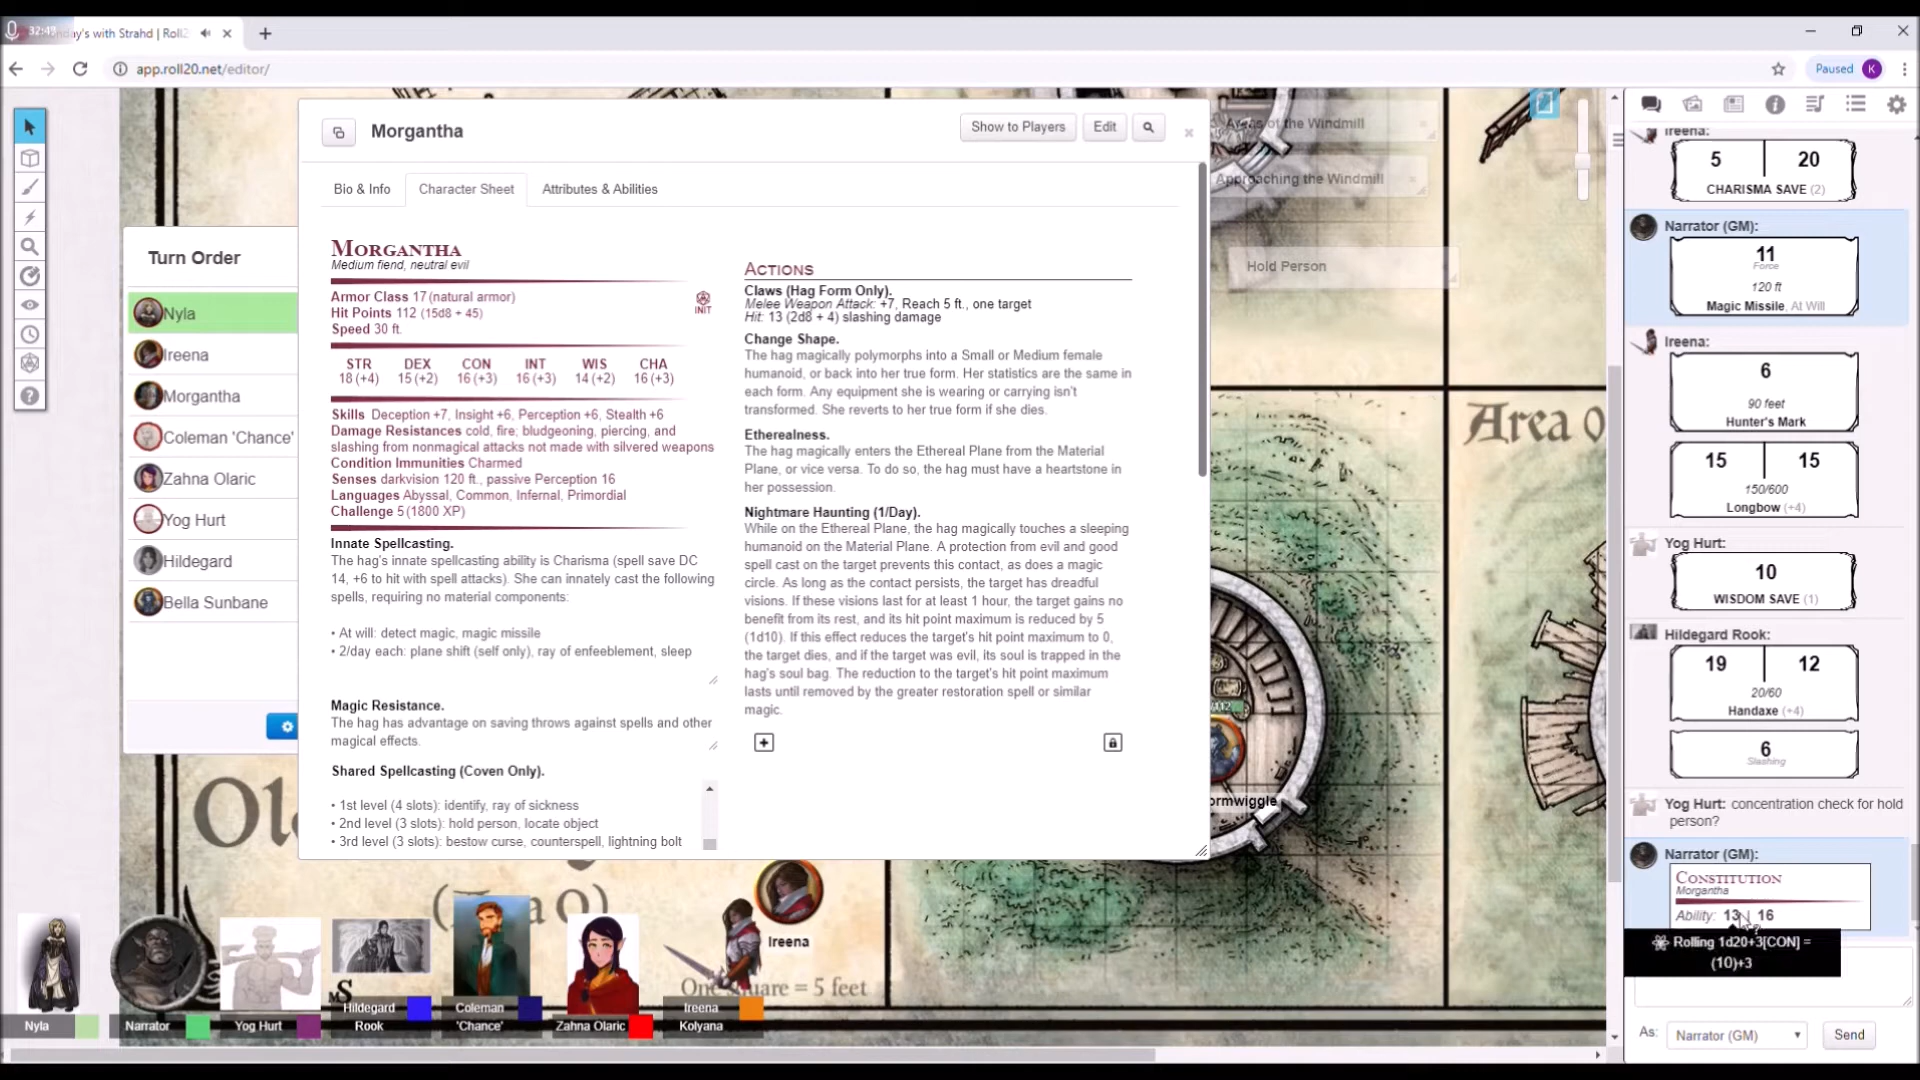 32:49
day's with Strahd | Roll2
app.roll20.net/editor/
Paused
K
Morgantha
Show to Players
Edit
Bio & Info
Character Sheet
Attributes & Abilities
MORGANTHA
Medium fiend, neutral evil
Armor Class 17 (natural armor)
Hit Points 112 (15d8 + 45)
Speed 30 ft.
INIT
STR DEX CON INT WIS CHA
18 (+4) 15 (+2) 16 (+3) 16 (+3) 14 (+2) 16 (+3)
Skills Deception +7, Insight +6, Perception +6, Stealth +6
Damage Resistances cold, fire; bludgeoning, piercing, and
slashing from nonmagical attacks not made with silvered weapons
Condition Immunities Charmed
Senses darkvision 120 ft., passive Perception 16
Languages Abyssal, Common, Infernal, Primordial
Challenge 5 (1800 XP)
Innate Spellcasting.
The hag's innate spellcasting ability is Charisma (spell save DC
14, +6 to hit with spell attacks). She can innately cast the following
spells, requiring no material components:
• At will: detect magic, magic missile
• 2/day each: plane shift (self only), ray of enfeeblement, sleep
Magic Resistance.
The hag has advantage on saving throws against spells and other
magical effects.
Shared Spellcasting (Coven Only).
• 1st level (4 slots): identify, ray of sickness
• 2nd level (3 slots): hold person, locate object
• 3rd level (3 slots): bestow curse, counterspell, lightning bolt
ACTIONS
Claws (Hag Form Only).
Melee Weapon Attack: +7, Reach 5 ft., one target
Hit: 13 (2d8 + 4) slashing damage
Change Shape.
The hag magically polymorphs into a Small or Medium female
humanoid, or back into her true form. Her statistics are the same in
each form. Any equipment she is wearing or carrying isn't
transformed. She reverts to her true form if she dies.
Etherealness.
The hag magically enters the Ethereal Plane from the Material
Plane, or vice versa. To do so, the hag must have a heartstone in
her possession.
Nightmare Haunting (1/Day).
While on the Ethereal Plane, the hag magically touches a sleeping
humanoid on the Material Plane. A protection from evil and good
spell cast on the target prevents this contact, as does a magic
circle. As long as the contact persists, the target has dreadful
visions. If these visions last for at least 1 hour, the target gains no
benefit from its rest, and its hit point maximum is reduced by 5
(1d10). If this effect reduces the target's hit point maximum to 0,
the target dies, and if the target was evil, its soul is trapped in the
hag's soul bag. The reduction to the target's hit point maximum
lasts until removed by the greater restoration spell or similar
magic.
Turn Order
Nyla
Ireena
Morgantha
Coleman 'Chance'
Zahna Olaric
Yog Hurt
Hildegard
Bella Sunbane
Areas of the Windmill
Approaching the Windmill
Hold Person
Area O
ormwiggle
Ol
a O)
Ireena
One square = 5 feet
Nyla
Narrator
Yog Hurt
Hildegard
Rook
Coleman
'Chance'
Zahna Olaric
Ireena
Kolyana
Ireena:
5 20
CHARISMA SAVE (2)
Narrator (GM):
11
Force
120 ft
Magic Missile, At Will
Ireena:
6
90 feet
Hunter's Mark
15 15
150/600
Longbow (+4)
Yog Hurt:
10
WISDOM SAVE (1)
Hildegard Rook:
19 12
20/60
Handaxe (+4)
6
Slashing
Yog Hurt: concentration check for hold
person?
Narrator (GM):
CONSTITUTION
Morgantha
Ability: 13 | 16
Rolling 1d20+3[CON] =
(10)+3
As:
Narrator (GM)
Send